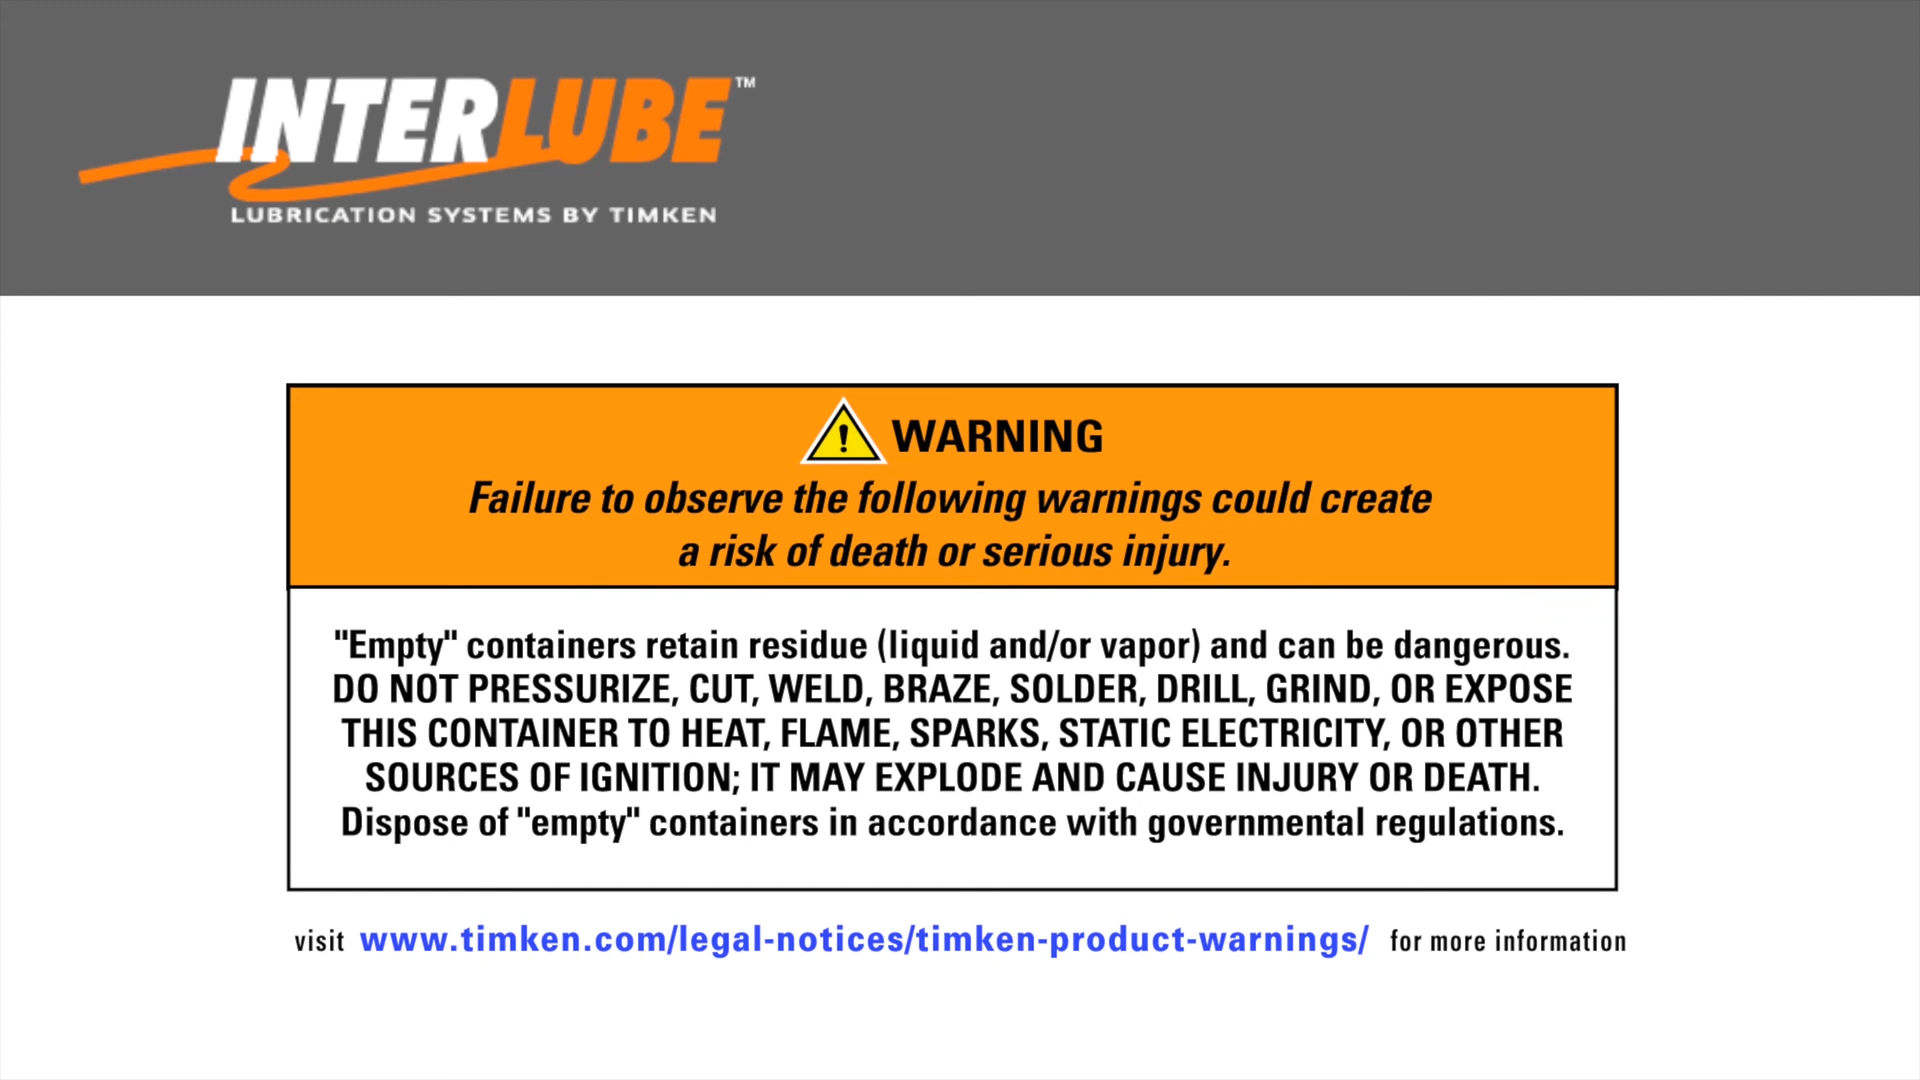 INTERLUBE™
LUBRICATION SYSTEMS BY TIMKEN
! WARNING
Failure to observe the following warnings could create
a risk of death or serious injury.
"Empty" containers retain residue (liquid and/or vapor) and can be dangerous.
DO NOT PRESSURIZE, CUT, WELD, BRAZE, SOLDER, DRILL, GRIND, OR EXPOSE
THIS CONTAINER TO HEAT, FLAME, SPARKS, STATIC ELECTRICITY, OR OTHER
SOURCES OF IGNITION; IT MAY EXPLODE AND CAUSE INJURY OR DEATH.
Dispose of "empty" containers in accordance with governmental regulations.
visit www.timken.com/legal-notices/timken-product-warnings/ for more information